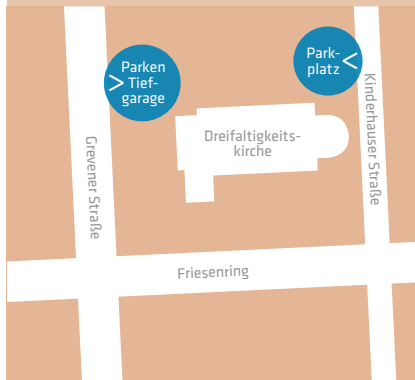 Parken
Tief-
garage
Park-
platz
Dreifaltigkeits-
kirche
Grevener Straße
Kinderhauser Straße
Friesenring